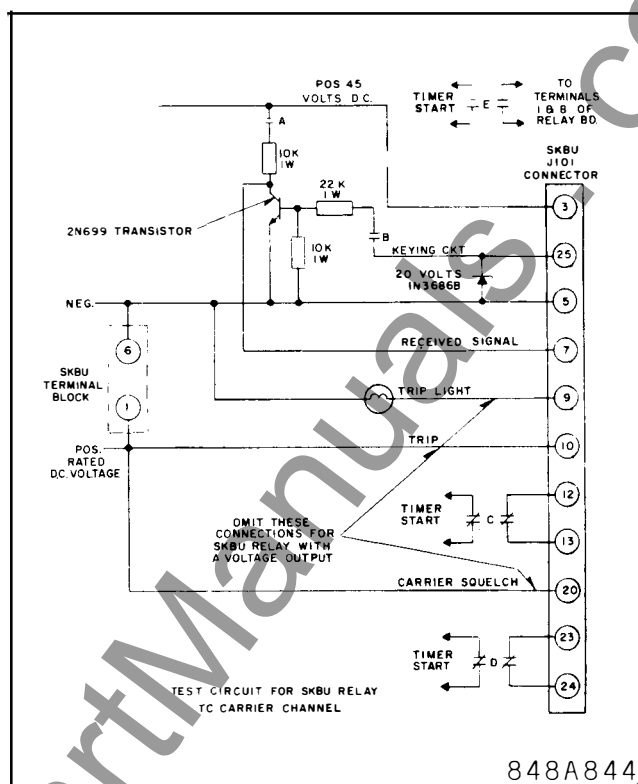 POS 45
VOLTS D.C.
TIMER
START
E
TO
TERMINALS
1 & 8 OF
RELAY BD.
A
10K
1W
SKBU
J101
CONNECTOR
22 K
1 W
3
2N699 TRANSISTOR
10K
1W
B
KEYING CKT
25
20 VOLTS
1N3686B
NEG.
5
RECEIVED SIGNAL
7
6
SKBU
TERMINAL
BLOCK
1
TRIP LIGHT
9
TRIP
10
POS.
RATED
D.C. VOLTAGE
12
TIMER
START
C
13
OMIT THESE
CONNECTIONS FOR
SKBU RELAY WITH
A VOLTAGE OUTPUT
CARRIER SQUELCH
20
23
TIMER
START
D
24
TEST CIRCUIT FOR SKBU RELAY
TC CARRIER CHANNEL
848A844
rtManuals.co